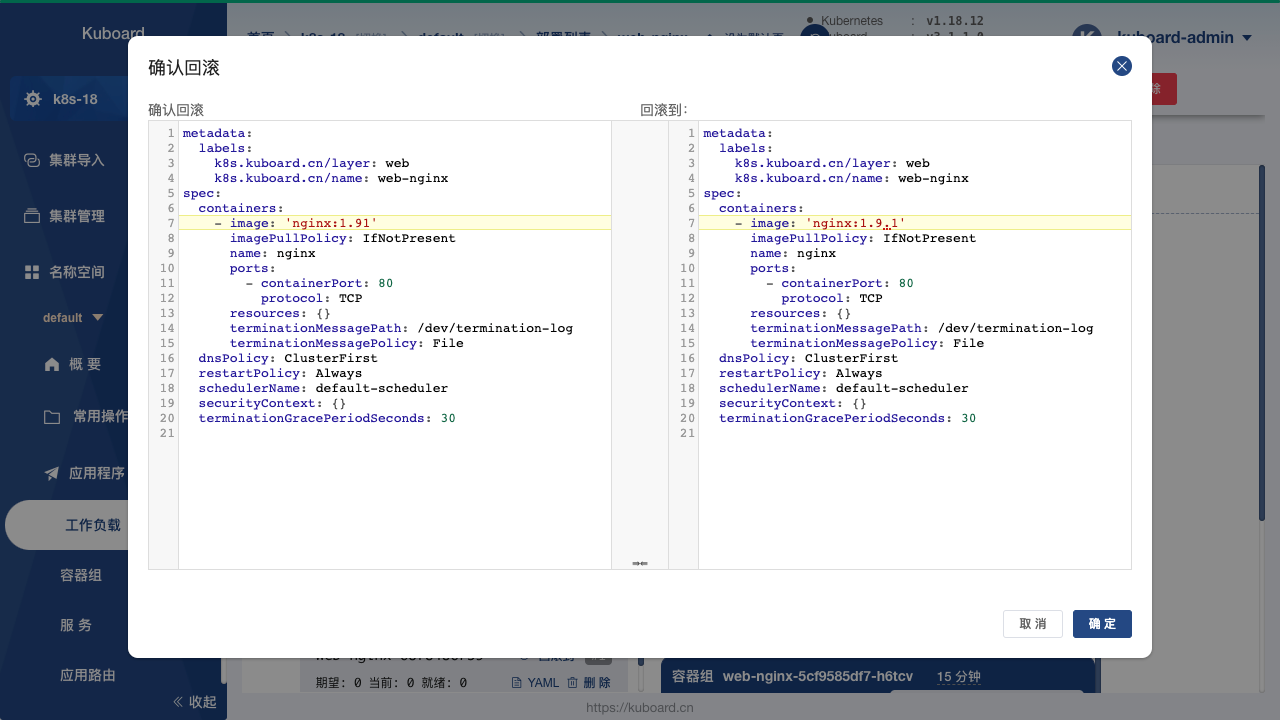 Kuboard
Kubernetes : v1.18.12
kuboard-admin
确认回滚
k8s-18
集群导入
集群管理
名称空间
default
概 要
常用操作
应用程序
工作负载
容器组
服 务
应用路由
收起
确认回滚
回滚到：
1 metadata:
2 labels:
3 k8s.kuboard.cn/layer: web
4 k8s.kuboard.cn/name: web-nginx
5 spec:
6 containers:
7 - image: 'nginx:1.91'
8 imagePullPolicy: IfNotPresent
9 name: nginx
10 ports:
11 - containerPort: 80
12 protocol: TCP
13 resources: {}
14 terminationMessagePath: /dev/termination-log
15 terminationMessagePolicy: File
16 dnsPolicy: ClusterFirst
17 restartPolicy: Always
18 schedulerName: default-scheduler
19 securityContext: {}
20 terminationGracePeriodSeconds: 30
21
1 metadata:
2 labels:
3 k8s.kuboard.cn/layer: web
4 k8s.kuboard.cn/name: web-nginx
5 spec:
6 containers:
7 - image: 'nginx:1.9.1'
8 imagePullPolicy: IfNotPresent
9 name: nginx
10 ports:
11 - containerPort: 80
12 protocol: TCP
13 resources: {}
14 terminationMessagePath: /dev/termination-log
15 terminationMessagePolicy: File
16 dnsPolicy: ClusterFirst
17 restartPolicy: Always
18 schedulerName: default-scheduler
19 securityContext: {}
20 terminationGracePeriodSeconds: 30
21
取 消
确 定
期望: 0 当前: 0 就绪: 0
YAML
删 除
容器组 web-nginx-5cf9585df7-h6tcv 15 分钟
https://kuboard.cn